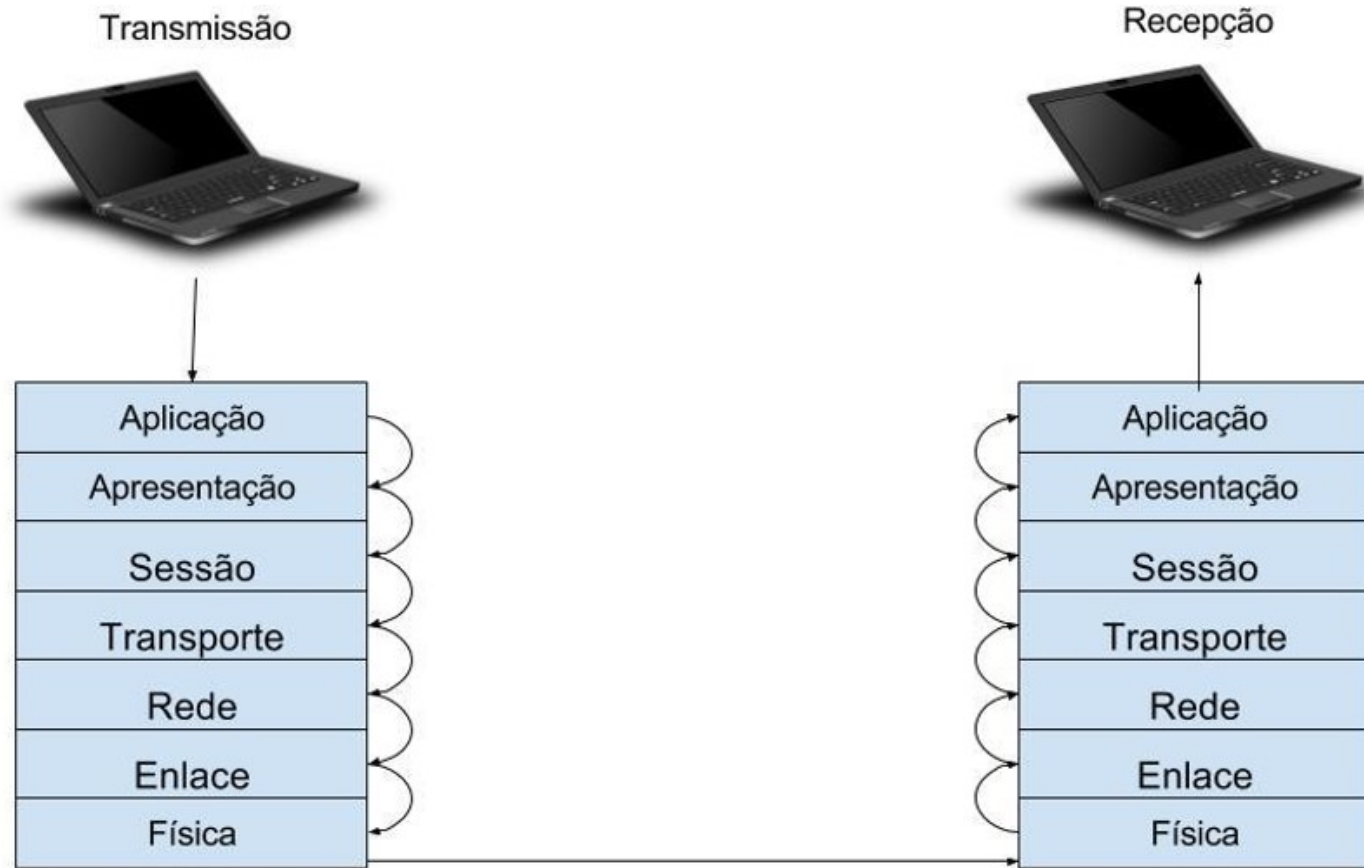 Transmissão
Recepção
Aplicação
Apresentação
Sessão
Transporte
Rede
Enlace
Física
Aplicação
Apresentação
Sessão
Transporte
Rede
Enlace
Física